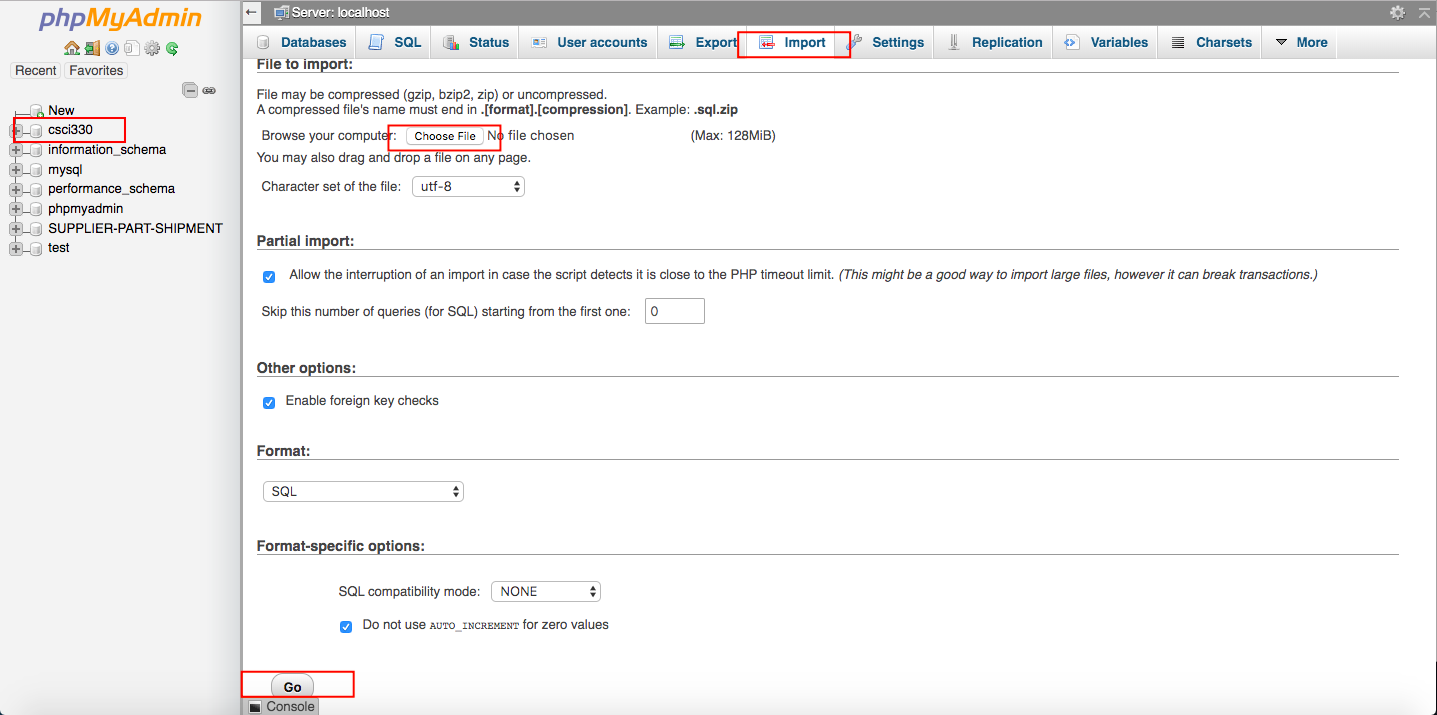 phpMyAdmin
Recent Favorites
New
csci330
information_schema
mysql
performance_schema
phpmyadmin
SUPPLIER-PART-SHIPMENT
test
Server: localhost
Databases SQL Status User accounts Export Import Settings Replication Variables Charsets More
File to import:
File may be compressed (gzip, bzip2, zip) or uncompressed.
A compressed file's name must end in .[format].[compression]. Example: .sql.zip
Browse your computer: Choose File No file chosen (Max: 128MiB)
You may also drag and drop a file on any page.
Character set of the file: utf-8
Partial import:
Allow the interruption of an import in case the script detects it is close to the PHP timeout limit. (This might be a good way to import large files, however it can break transactions.)
Skip this number of queries (for SQL) starting from the first one: 0
Other options:
Enable foreign key checks
Format:
SQL
Format-specific options:
SQL compatibility mode: NONE
Do not use AUTO_INCREMENT for zero values
Go
Console